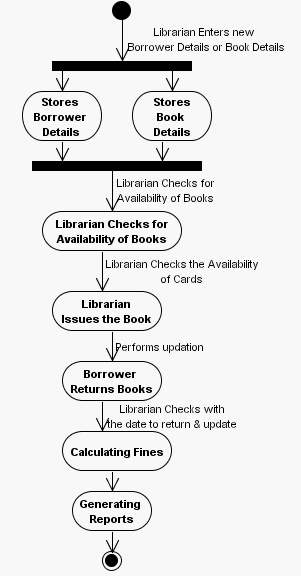 Librarian Enters new
Borrower Details or Book Details
Stores
Borrower
Details
Stores
Book
Details
Librarian Checks for
Availability of Books
Librarian Checks for
Availability of Books
Librarian Checks the Availability
of Cards
Librarian
Issues the Book
Performs updation
Borrower
Returns Books
Librarian Checks with
the date to return & update
Calculating Fines
Generating
Reports